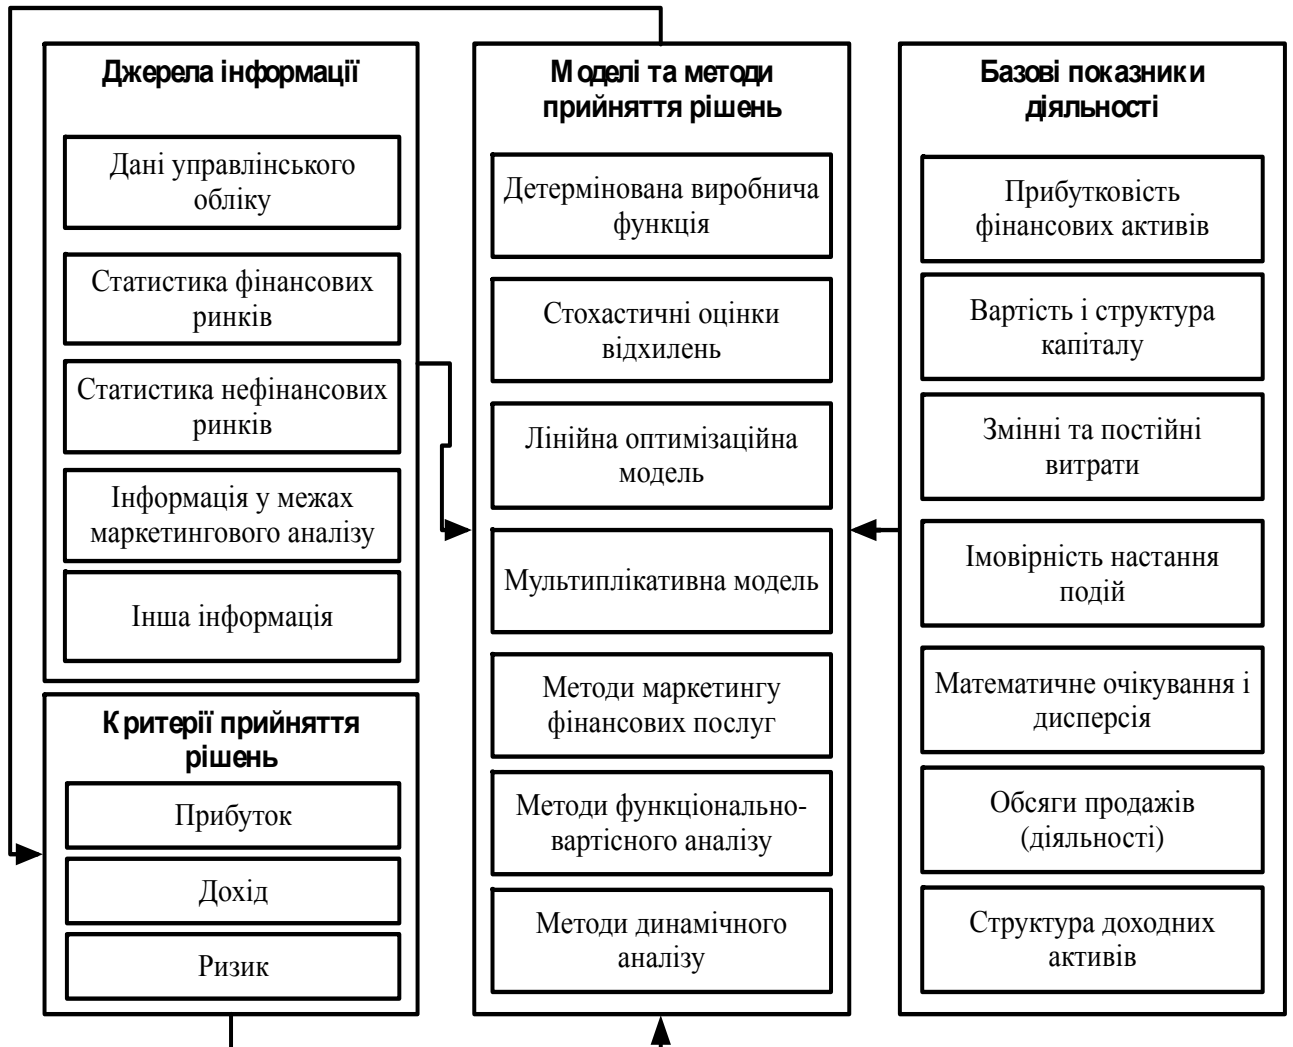 Джерела інформації
Дані управлінського
обліку
Статистика фінансових
ринків
Статистика нефінансових
ринків
Інформація у межах
маркетингового аналізу
Інша інформація
Критерії прийняття
рішень
Прибуток
Дохід
Ризик
Моделі та методи
прийняття рішень
Детермінована виробнича
функція
Стохастичні оцінки
відхилень
Лінійна оптимізаційна
модель
Мультиплікативна модель
Методи маркетингу
фінансових послуг
Методи функціонально-
вартісного аналізу
Методи динамічного
аналізу
Базові показники
діяльності
Прибутковість
фінансових активів
Вартість і структура
капіталу
Змінні та постійні
витрати
Імовірність настання
подій
Математичне очікування і
дисперсія
Обсяги продажів
(діяльності)
Структура доходних
активів